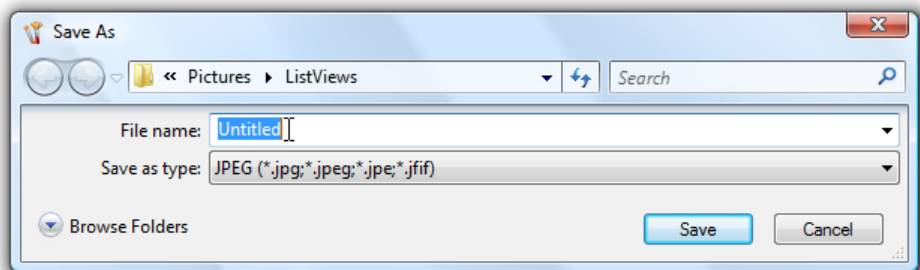 Save As
« Pictures ▸ ListViews Search
File name: Untitled
Save as type: JPEG (*.jpg;*.jpeg;*.jpe;*.jfif)
Browse Folders Save Cancel